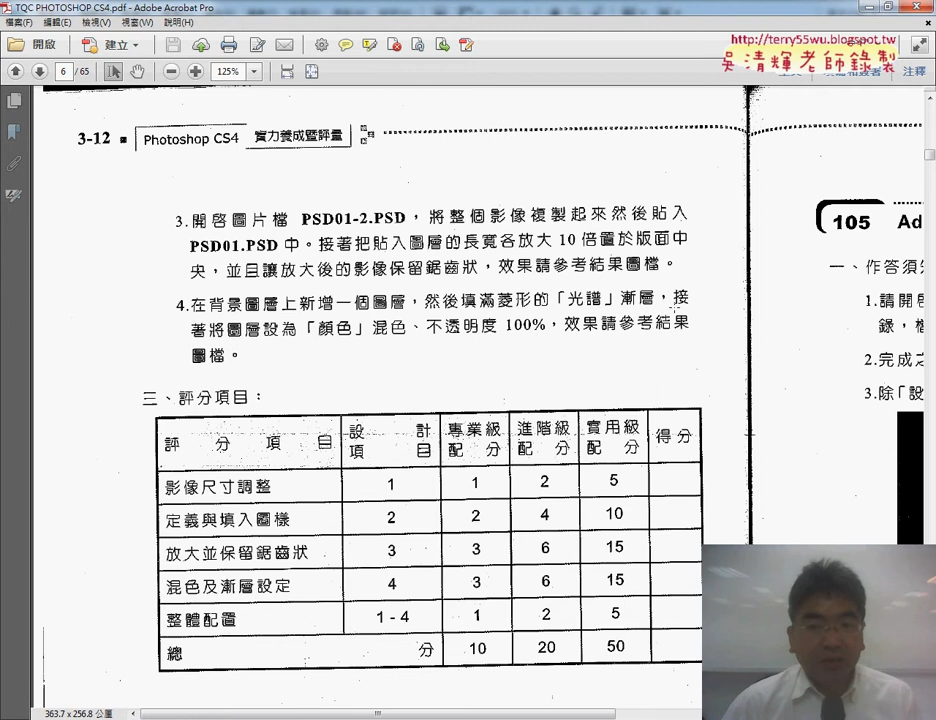 TQC PHOTOSHOP CS4.pdf - Adobe Acrobat Pro
檔案(F) 編輯(E) 檢視(V) 視窗(W) 說明(H)
開啟 建立
http://terry55wu.blogspot.tw
吳清輝老師錄製
6 / 65 125% 註釋
3-12 Photoshop CS4 實力養成暨評量
3.開啟圖片檔 PSD01-2.PSD，將整個影像複製起來然後貼入
PSD01.PSD 中。接著把貼入圖層的長寬各放大 10 倍置於版面中
央，並且讓放大後的影像保留鋸齒狀，效果請參考結果圖檔。
4.在背景圖層上新增一個圖層，然後填滿菱形的「光譜」漸層，接
著將圖層設為「顏色」混色、不透明度 100%，效果請參考結果
圖檔。
三、評分項目：
評分項目 設計項目 專業級配分 進階級配分 實用級配分 得分
影像尺寸調整 1 1 2 5
定義與填入圖樣 2 2 4 10
放大並保留鋸齒狀 3 3 6 15
混色及漸層設定 4 3 6 15
整體配置 1-4 1 2 5
總分 10 20 50
105 Ad
一、作答須
1.請開
錄，檔
2.完成
3.除「設
363.7 x 256.8 公釐